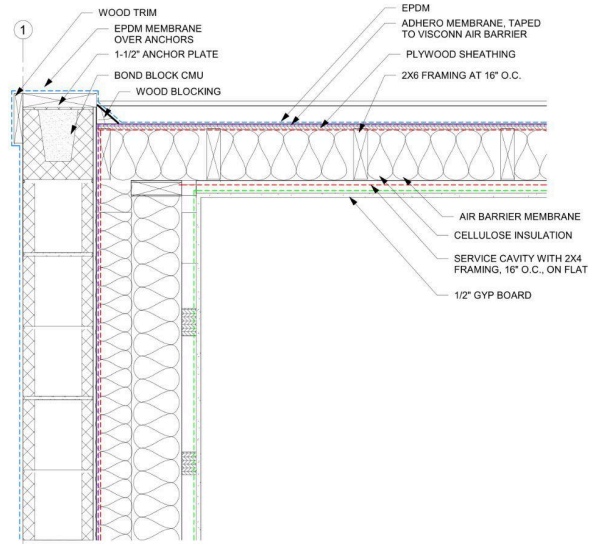 1
WOOD TRIM
EPDM MEMBRANE
OVER ANCHORS
1-1/2" ANCHOR PLATE
BOND BLOCK CMU
WOOD BLOCKING
EPDM
ADHERO MEMBRANE, TAPED
TO VISCONN AIR BARRIER
PLYWOOD SHEATHING
2X6 FRAMING AT 16" O.C.
AIR BARRIER MEMBRANE
CELLULOSE INSULATION
SERVICE CAVITY WITH 2X4
FRAMING, 16" O.C., ON FLAT
1/2" GYP BOARD